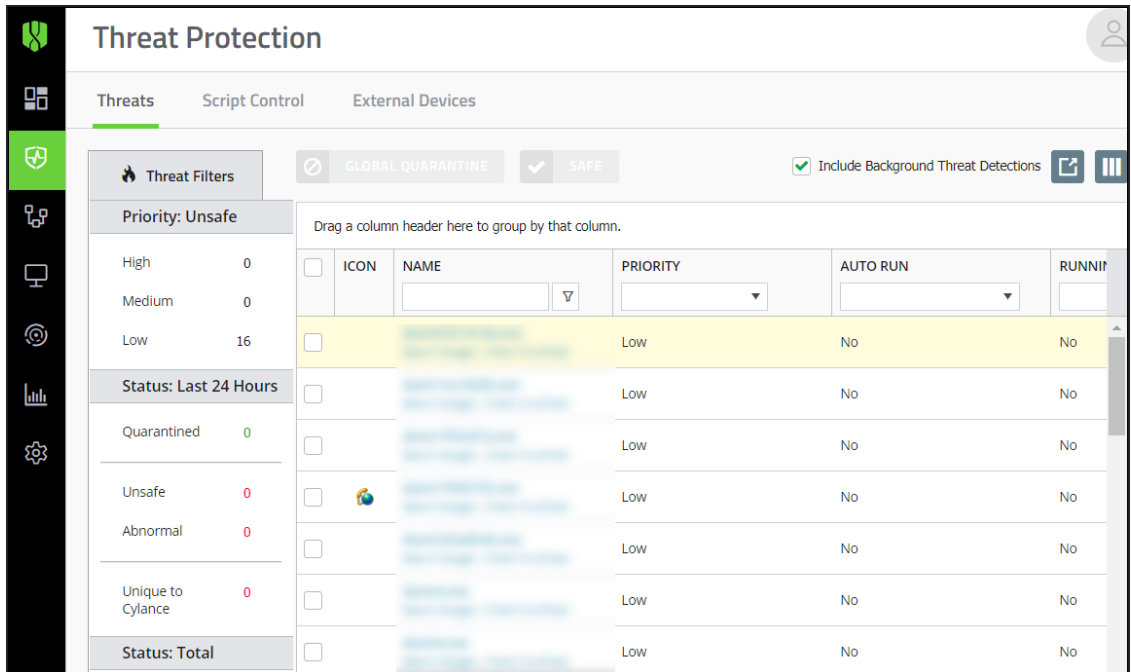 Threat Protection
Threats Script Control External Devices
Threat Filters
GLOBAL QUARANTINE SAFE
Include Background Threat Detections
Priority: Unsafe
High 0
Medium 0
Low 16
Status: Last 24 Hours
Quarantined 0
Unsafe 0
Abnormal 0
Unique to
Cylance 0
Status: Total
Drag a column header here to group by that column.
ICON NAME PRIORITY AUTO RUN
Low No No
Low No No
Low No No
Low No No
Low No No
Low No No
Low No No